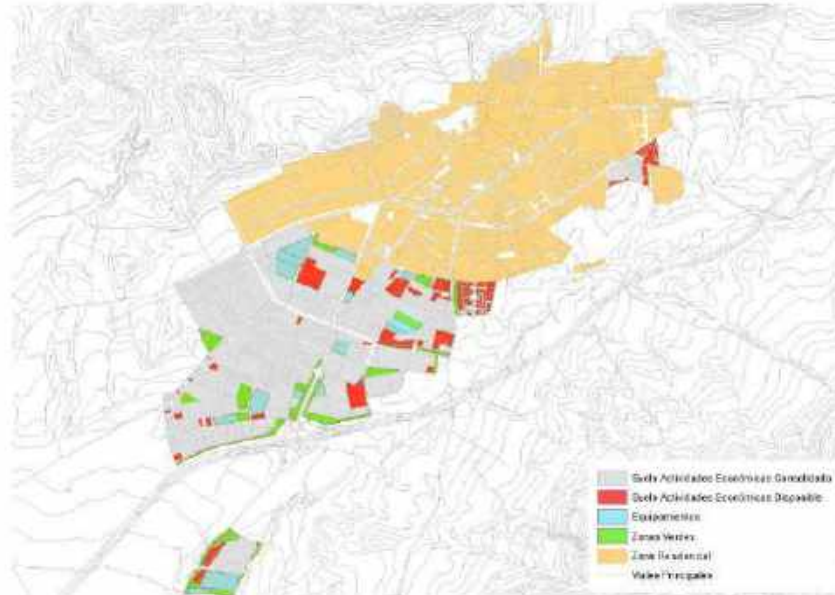 Suelo Actividades Económicas Consolidado
Suelo Actividades Económicas Disponible
Equipamientos
Zonas Verdes
Zona Residencial
Viales Principales